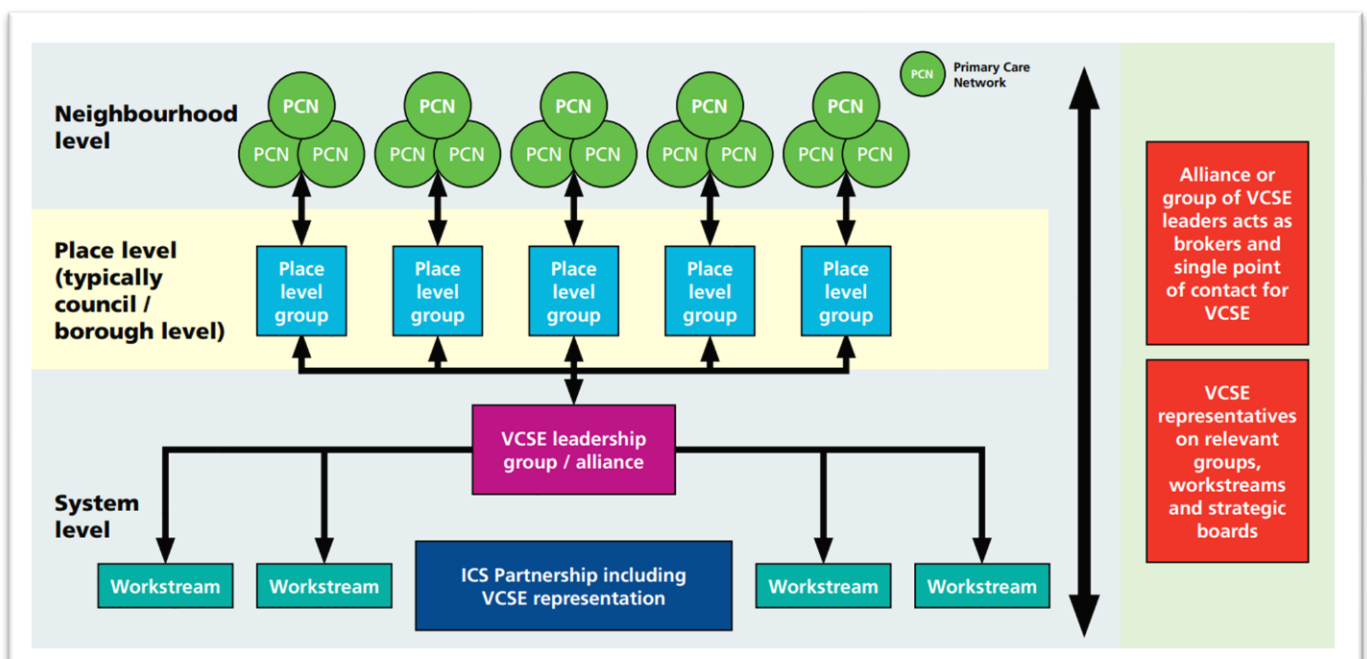 PCN
Primary Care
Network
Neighbourhood
level
PCN PCN PCN PCN PCN
PCN PCN PCN PCN PCN PCN PCN PCN PCN PCN
Place level
(typically
council /
borough level)
Place
level
group
Place
level
group
Place
level
group
Place
level
group
Place
level
group
Alliance or
group of VCSE
leaders acts as
brokers and
single point
of contact for
VCSE
VCSE
representatives
on relevant
groups,
workstreams
and strategic
boards
VCSE leadership
group / alliance
System
level
Workstream
Workstream
ICS Partnership including
VCSE representation
Workstream
Workstream